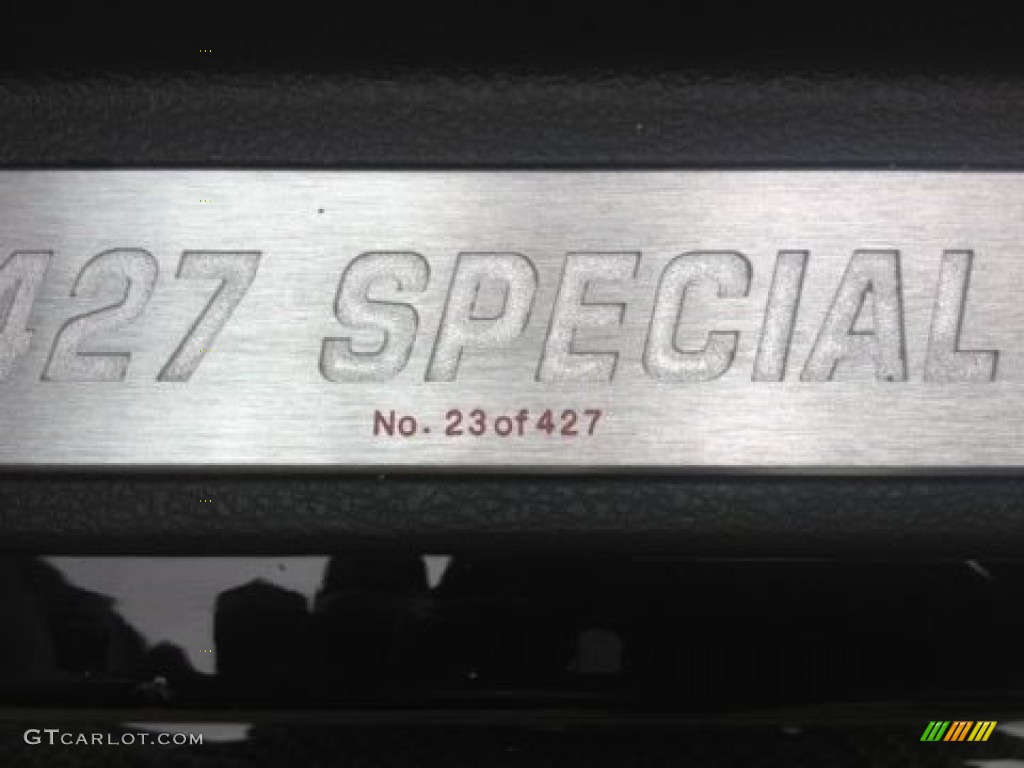 427 SPECIAL
No. 23 of 427
GTCARLOT.COM